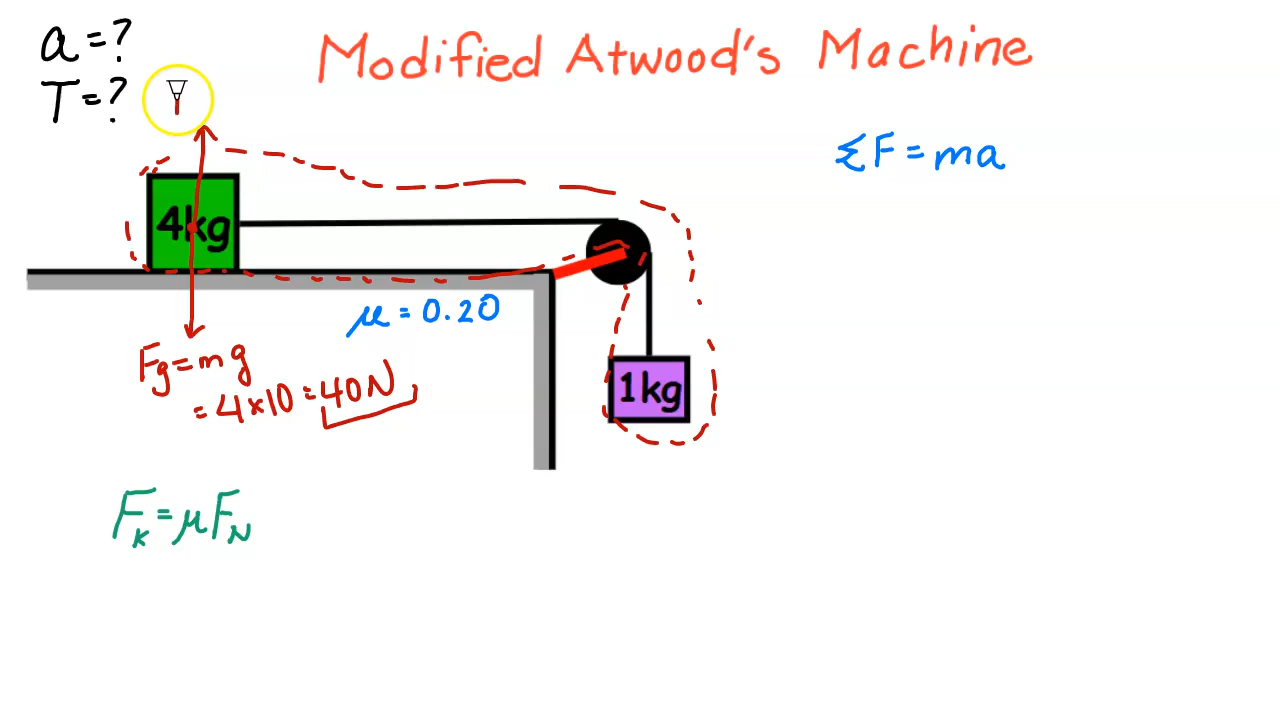 a = ?
T = ?
Modified Atwood's Machine
ΣF = ma
4kg
μ = 0.20
1kg
Fg = mg
= 4 × 10 = 40N
Fₖ = μFₙ